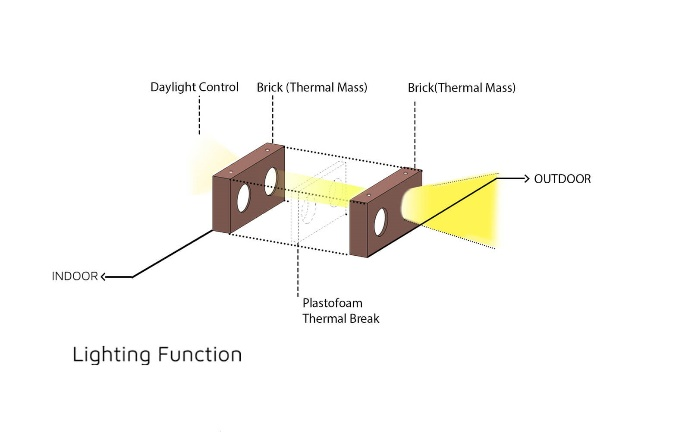 Daylight Control
Brick (Thermal Mass)
Brick(Thermal Mass)
OUTDOOR
INDOOR
Plastofoam
Thermal Break
Lighting Function